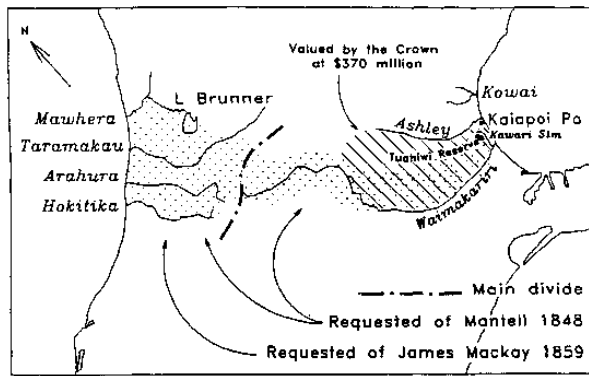 N
Valued by the Crown
at $370 million
Kowai
L Brunner
Mawhera
Ashley
Kaiapoi Pa
Kawari Sim
Taramakau
Tuahiwi Reserve
Arahura
Hokitika
Waimakariri
Main divide
Requested of Mantell 1848
Requested of James Mackay 1859